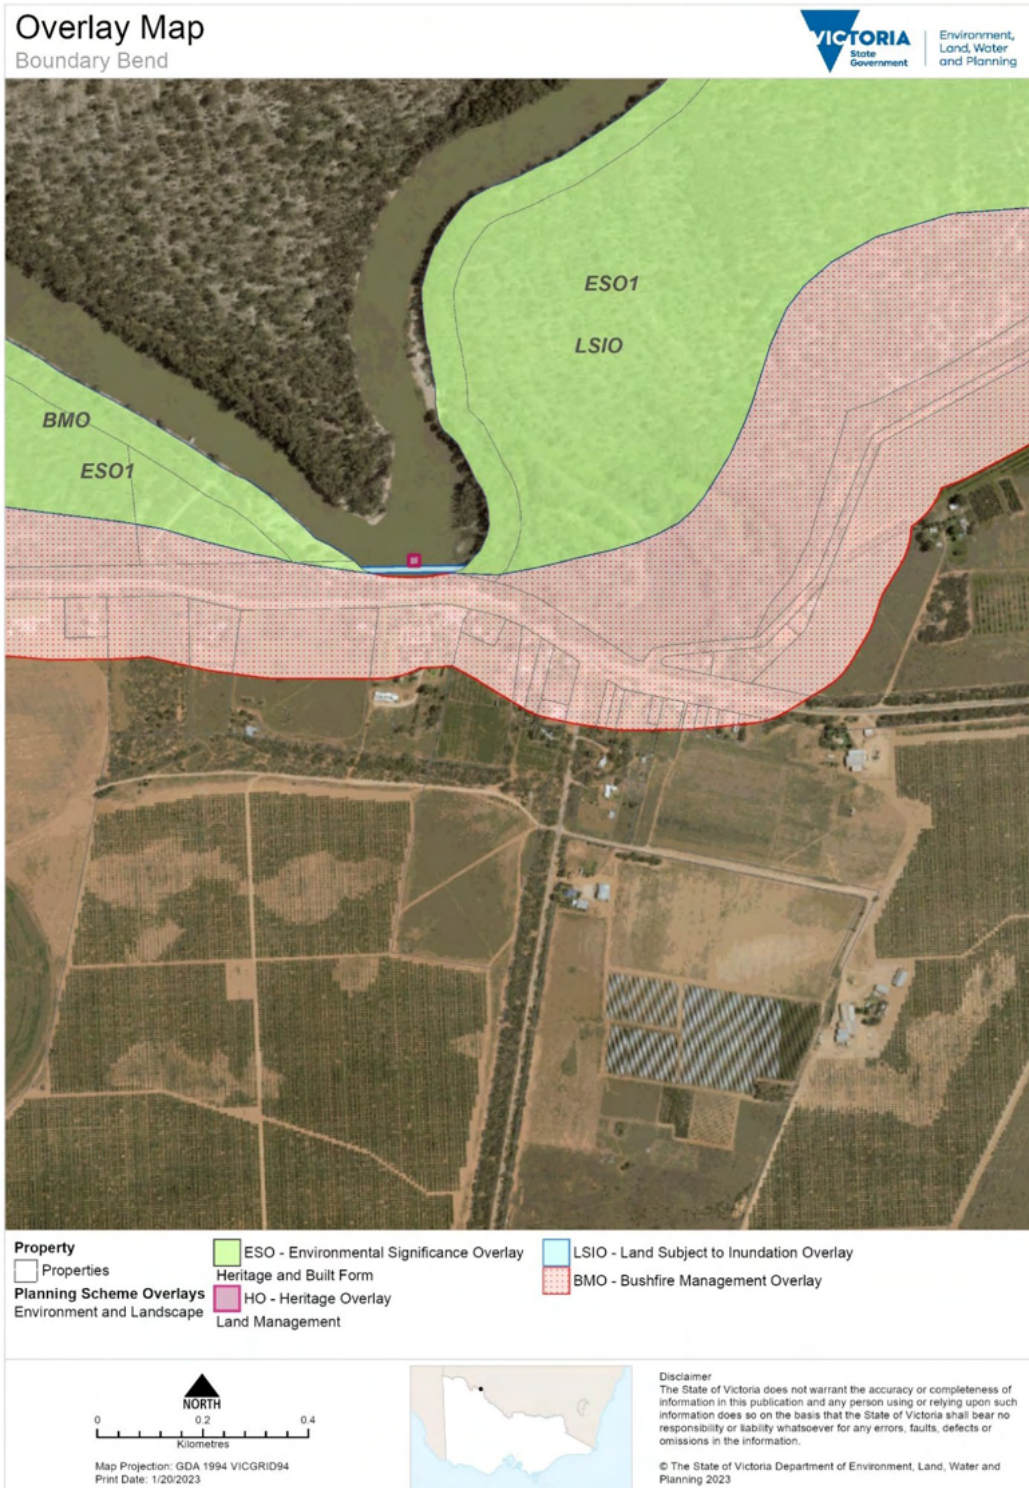 Overlay Map
Boundary Bend
VICTORIA
State
Government
Environment,
Land, Water
and Planning
ESO1
LSIO
BMO
ESO1
Property
Properties
Planning Scheme Overlays
Environment and Landscape
ESO - Environmental Significance Overlay
Heritage and Built Form
HO - Heritage Overlay
Land Management
LSIO - Land Subject to Inundation Overlay
BMO - Bushfire Management Overlay
NORTH
0 0.2 0.4
Kilometres
Map Projection: GDA 1994 VICGRID94
Print Date: 1/20/2023
Disclaimer
The State of Victoria does not warrant the accuracy or completeness of
information in this publication and any person using or relying upon such
information does so on the basis that the State of Victoria shall bear no
responsibility or liability whatsoever for any errors, faults, defects or
omissions in the information.
© The State of Victoria Department of Environment, Land, Water and
Planning 2023